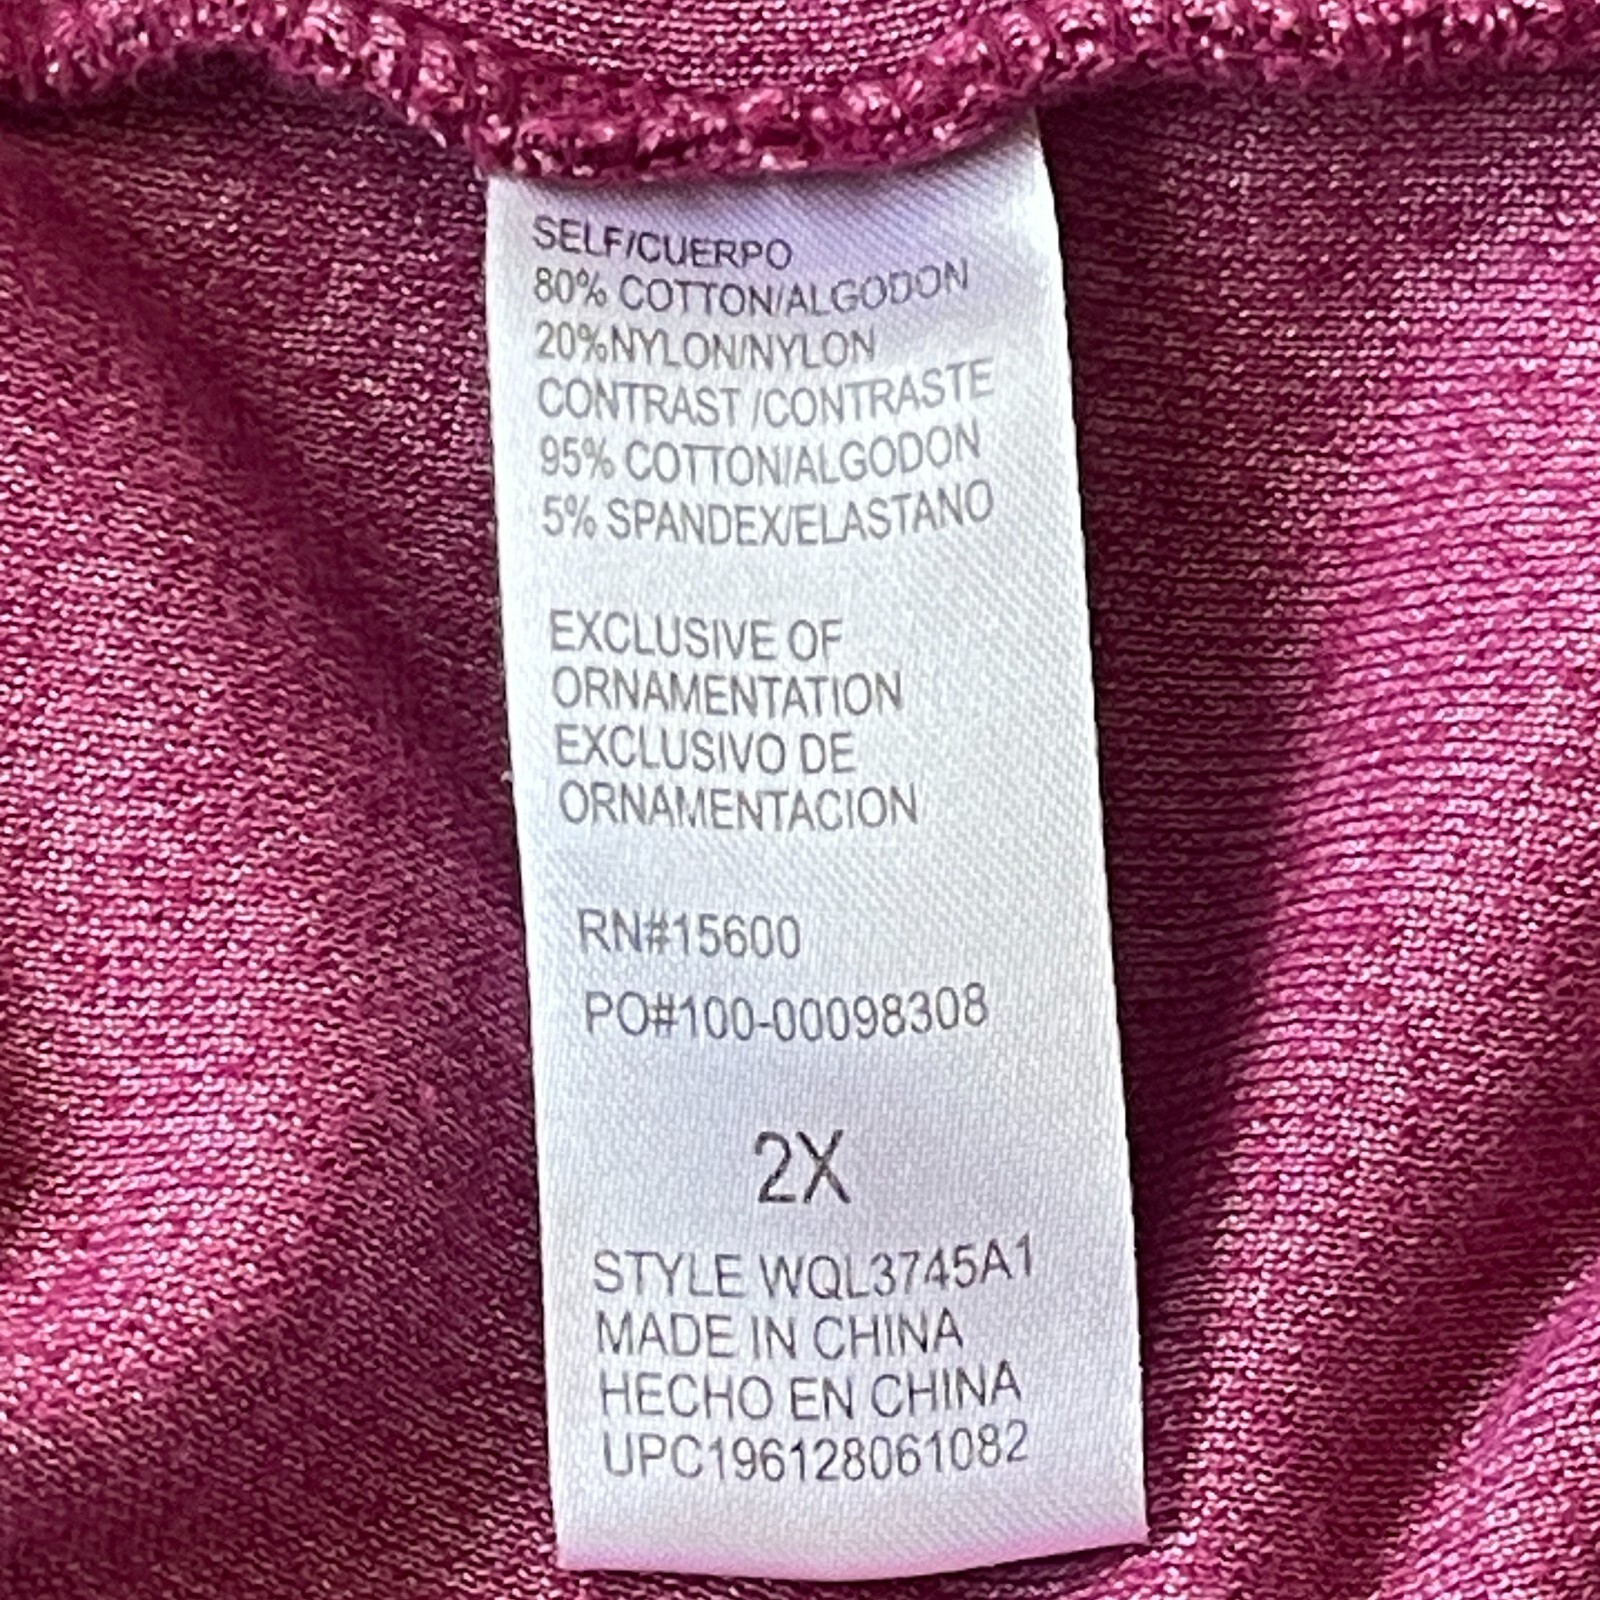 SELF/CUERPO
80% COTTON/ALGODON
20%NYLON/NYLON
CONTRAST /CONTRASTE
95% COTTON/ALGODON
5% SPANDEX/ELASTANO
EXCLUSIVE OF
ORNAMENTATION
EXCLUSIVO DE
ORNAMENTACION
RN#15600
PO#100-00098308
2X
STYLE WQL3745A1
MADE IN CHINA
HECHO EN CHINA
UPC196128061082